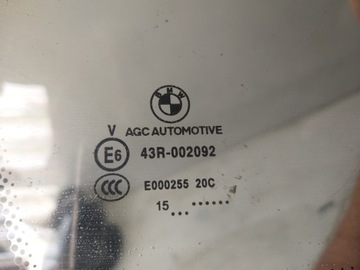 BMW
V AGC AUTOMOTIVE
E6 43R-002092
CCC E000255 20C
15 ... .......